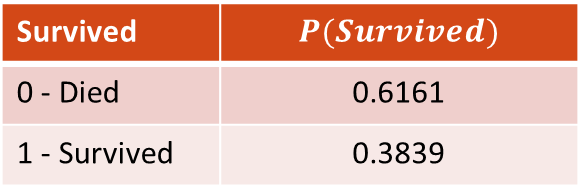 Survived P(Survived)
0 - Died 0.6161
1 - Survived 0.3839